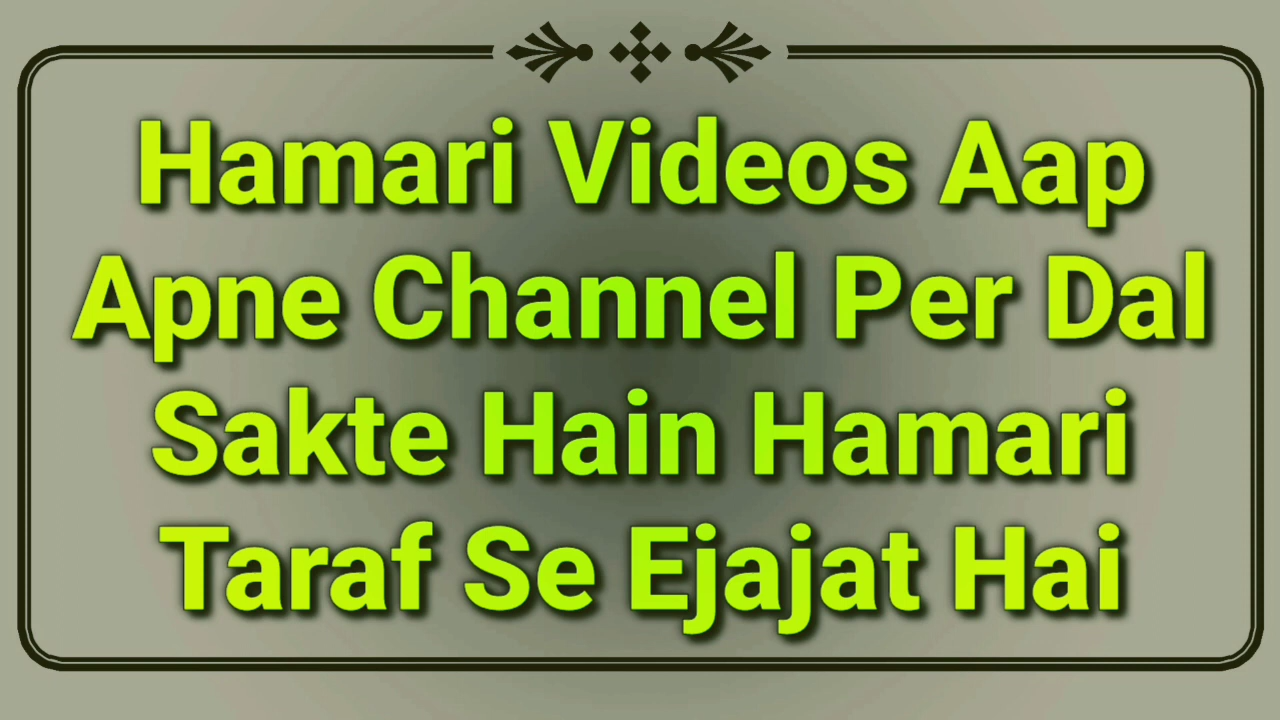 Hamari Videos Aap
Apne Channel Per Dal
Sakte Hain Hamari
Taraf Se Ejajat Hai